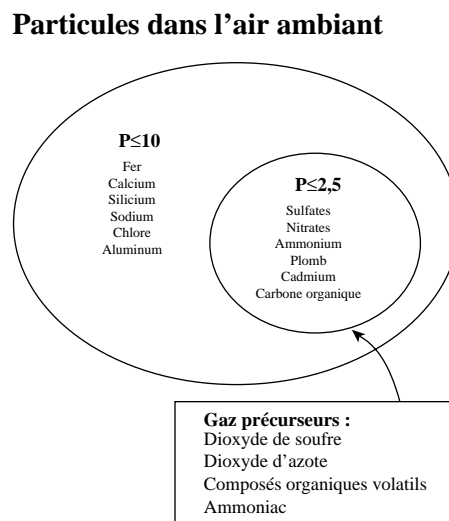 Particules dans l’air ambiant
P≤10
Fer
Calcium
Silicium
Sodium
Chlore
Aluminum
P≤2,5
Sulfates
Nitrates
Ammonium
Plomb
Cadmium
Carbone organique
Gaz précurseurs :
Dioxyde de soufre
Dioxyde d’azote
Composés organiques volatils
Ammoniac